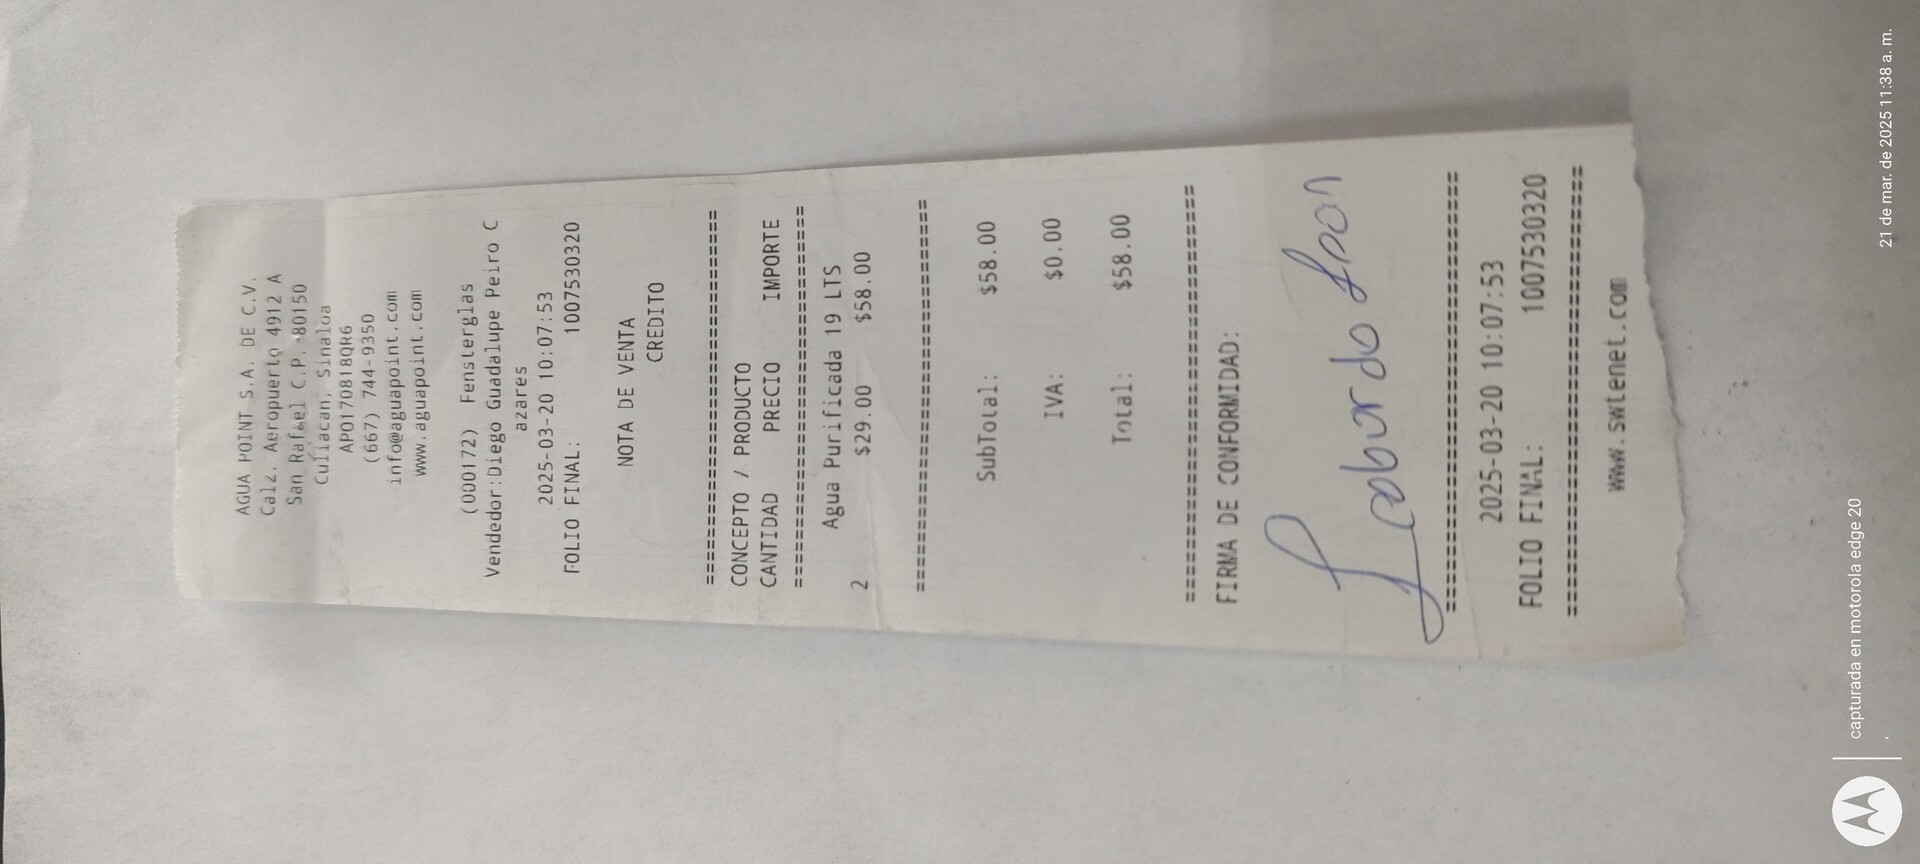 AGUA POINT S.A. DE C.V.
Calz. Aeropuerto 4912 A
San Rafael C.P. 80150
Culiacan, Sinaloa
APO170818QR6
(667) 744-9350
info@aguapoint.com
www.aguapoint.com
(000172) Fensterglas
Vendedor:Diego Guadalupe Peiro C
azares
2025-03-20 10:07:53
FOLIO FINAL: 1007530320
NOTA DE VENTA
CREDITO
==================================
CONCEPTO / PRODUCTO
CANTIDAD PRECIO IMPORTE
==================================
Agua Purificada 19 LTS
2 $29.00 $58.00
==================================
SubTotal: $58.00
IVA: $0.00
Total: $58.00
==================================
FIRMA DE CONFORMIDAD:
==================================
2025-03-20 10:07:53
FOLIO FINAL: 1007530320
==================================
www.swtenet.com
capturada en motorola edge 20
21 de mar. de 2025 11:38 a. m.